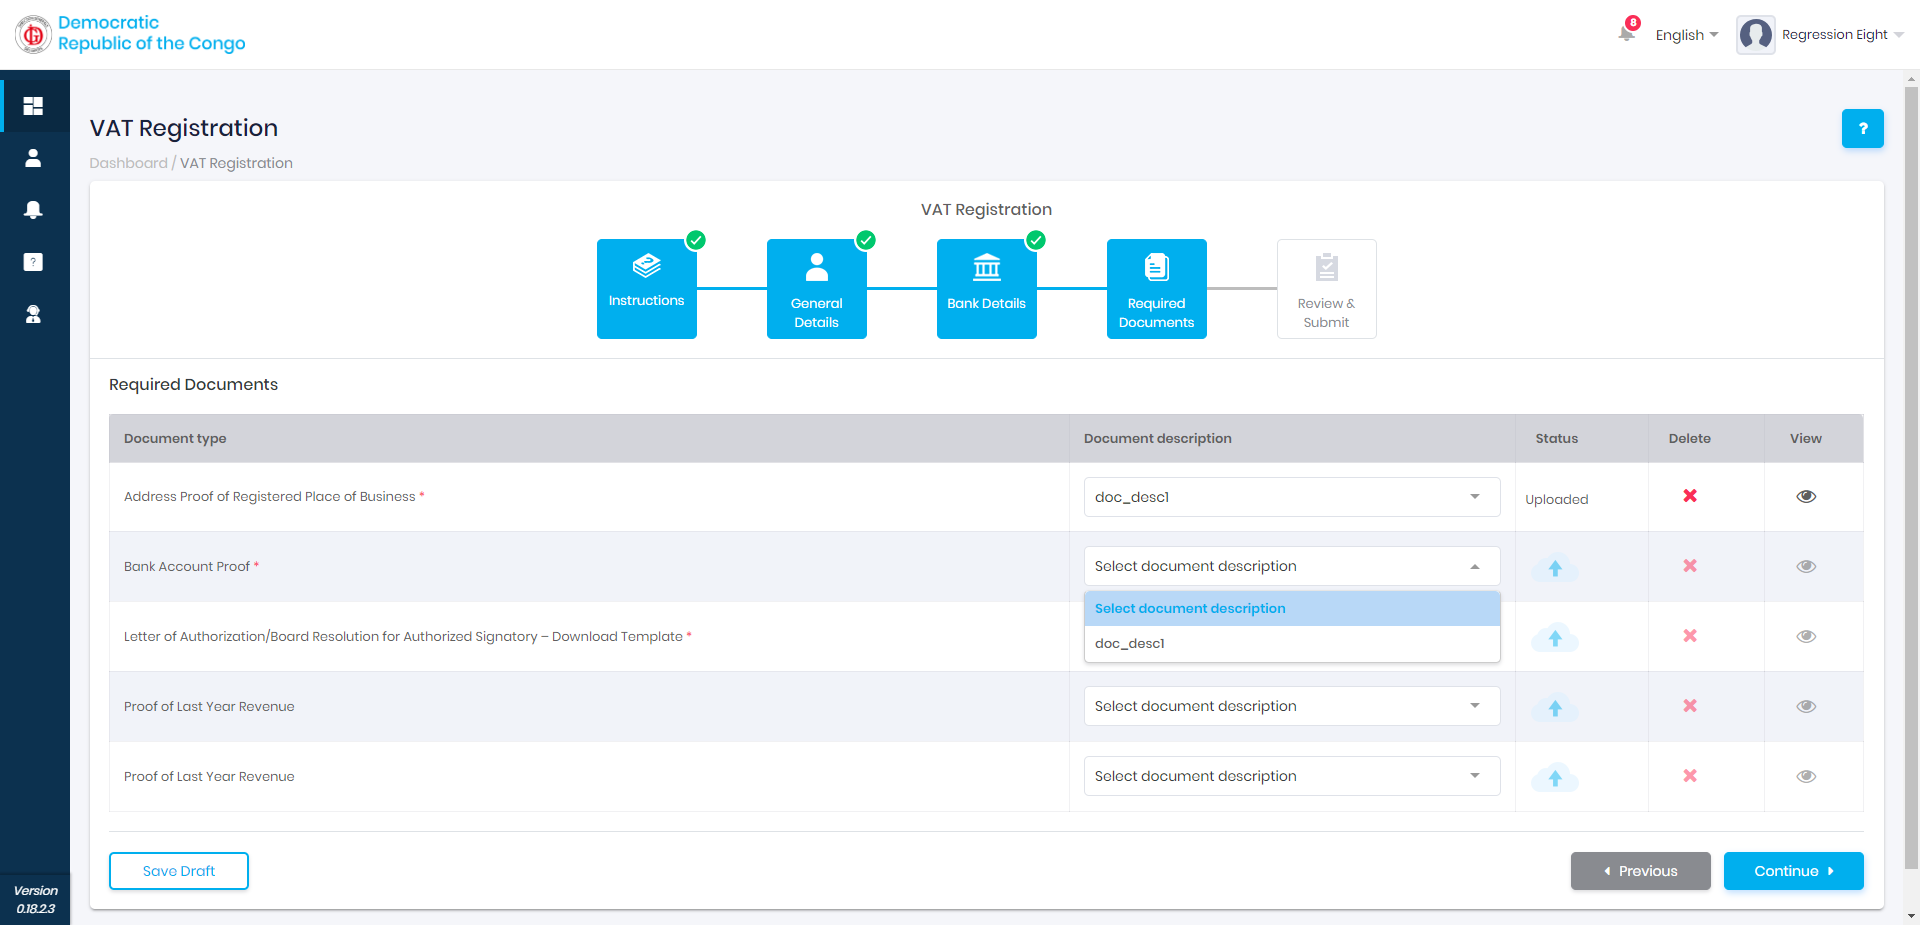 Democratic
Republic of the Congo
8
English
Regression Eight
VAT Registration
?
Dashboard / VAT Registration
VAT Registration
Instructions
General
Details
Bank Details
Required
Documents
Review &
Submit
Required Documents
Document type
Document description
Status
Delete
View
Address Proof of Registered Place of Business *
doc_desc1
Uploaded
Bank Account Proof *
Select document description
Select document description
doc_desc1
Letter of Authorization/Board Resolution for Authorized Signatory – Download Template *
Proof of Last Year Revenue
Select document description
Proof of Last Year Revenue
Select document description
Save Draft
Previous
Continue
Version
0.18.2.3